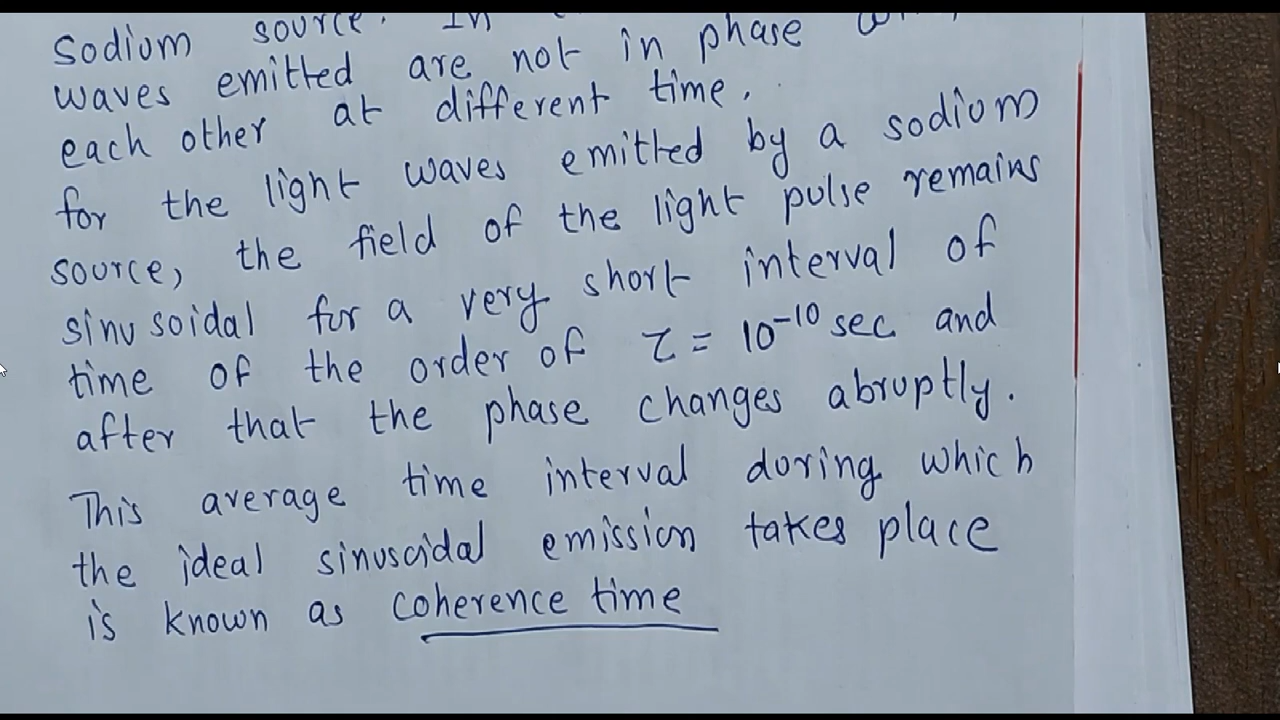 Sodium source. In
waves emitted are not in phase
each other at different time.
for the light waves emitted by a sodium
source, the field of the light pulse remains
sinusoidal for a very short interval of
time of the order of τ = 10⁻¹⁰ sec and
after that the phase changes abruptly.
This average time interval during which
the ideal sinusoidal emission takes place
is known as coherence time